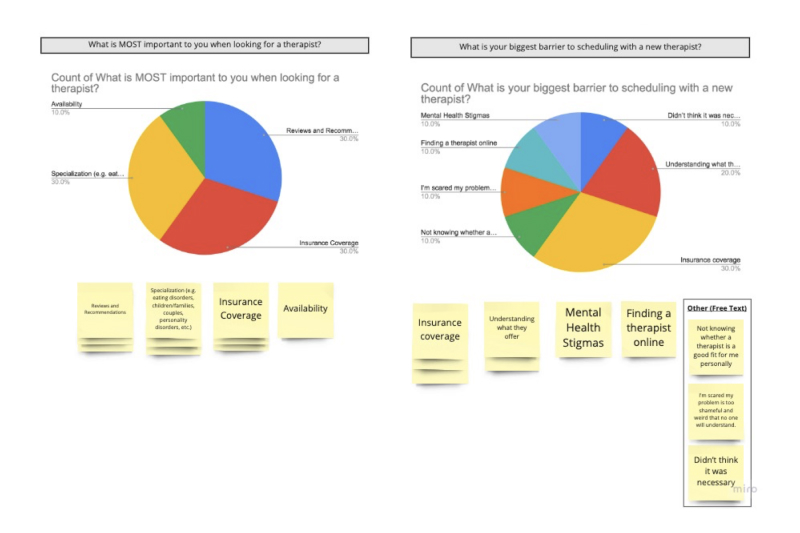 What is MOST important to you when looking for a therapist?
Count of What is MOST important to you when looking for a
therapist?
Availability
10.0%
Reviews and Recomm...
30.0%
Specialization (e.g. eat...
30.0%
Insurance Coverage
30.0%
Reviews and
Recommendations
Specialization (e.g.
eating disorders,
children/families,
couples,
personality
disorders, etc.)
Insurance
Coverage
Availability
What is your biggest barrier to scheduling with a new therapist?
Count of What is your biggest barrier to scheduling with a new
therapist?
Mental Health Stigmas
10.0%
Didn't think it was nec...
10.0%
Finding a therapist online
10.0%
Understanding what th...
20.0%
I'm scared my problem...
10.0%
Not knowing whether a...
10.0%
Insurance coverage
30.0%
Insurance
coverage
Understanding
what they
offer
Mental
Health
Stigmas
Finding a
therapist
online
Other (Free Text)
Not knowing
whether a
therapist is a
good fit for me
personally
I'm scared my
problem is too
shameful and
weird that no one
will understand.
Didn't think
it was
necessary
miro